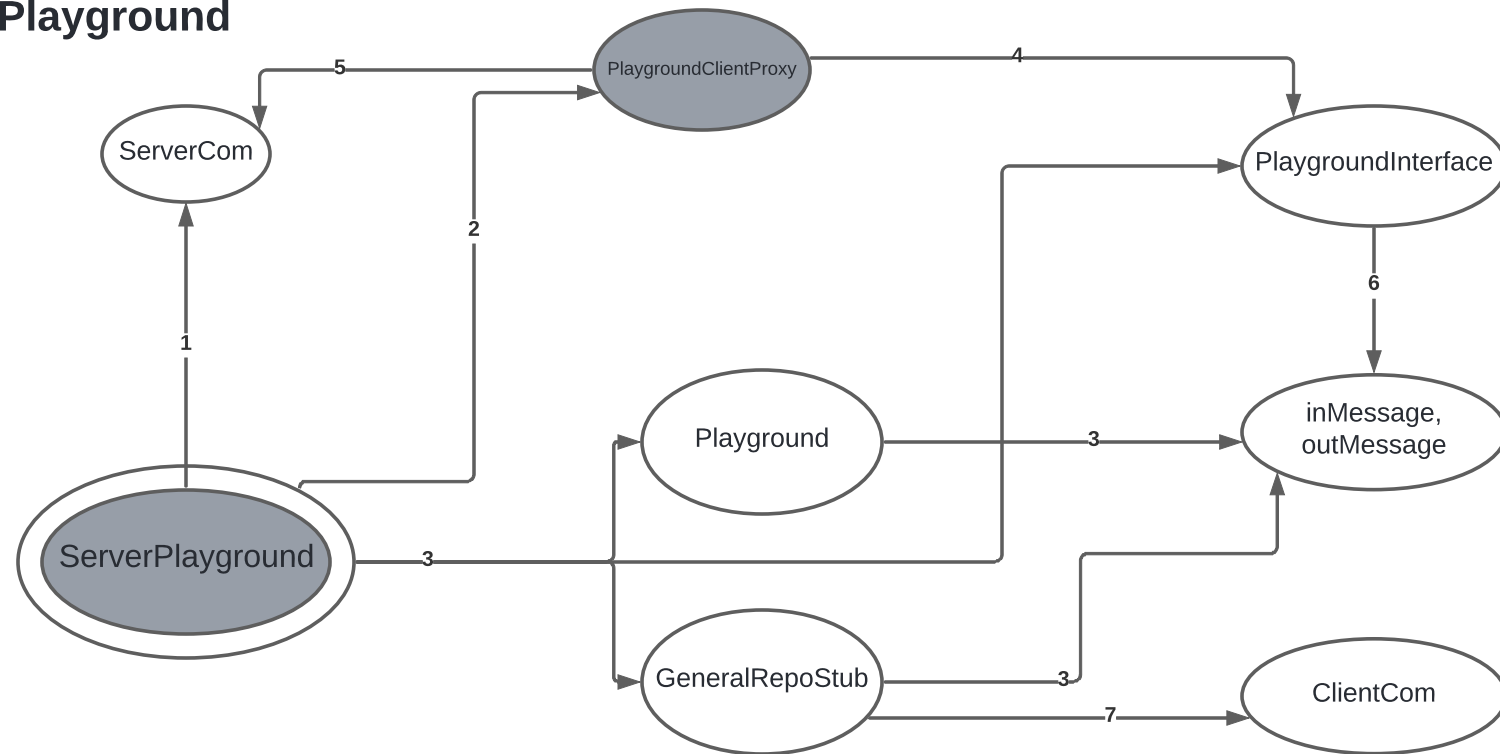 Playground
5
PlaygroundClientProxy
4
ServerCom
PlaygroundInterface
2
6
1
Playground
3
inMessage,
outMessage
ServerPlayground
3
GeneralRepoStub
3
ClientCom
7